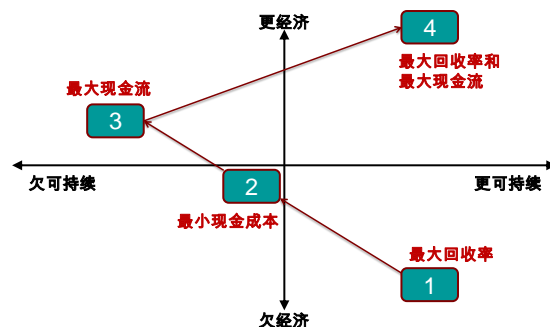 更经济
4
最大回收率和
最大现金流
最大现金流
3
欠可持续
更可持续
2
最小现金成本
最大回收率
1
欠经济